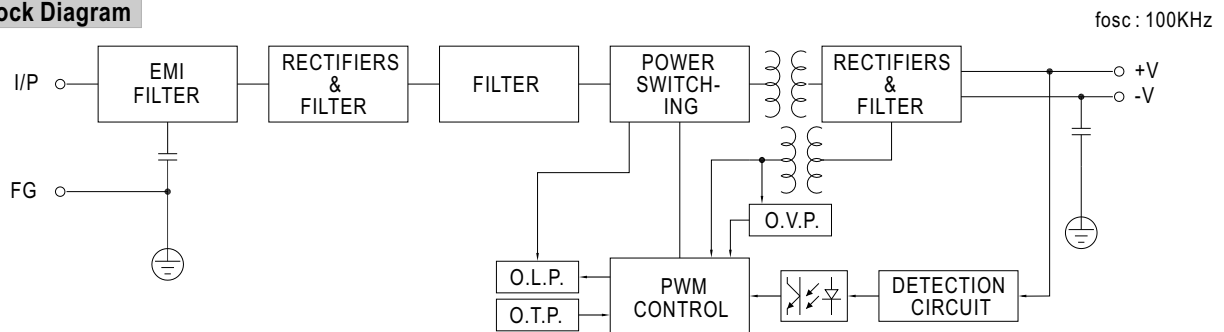 ock Diagram
fosc : 100KHz
I/P
EMI
FILTER
RECTIFIERS
&
FILTER
FILTER
POWER
SWITCH-
ING
RECTIFIERS
&
FILTER
+V
-V
FG
O.V.P.
O.L.P.
O.T.P.
PWM
CONTROL
DETECTION
CIRCUIT